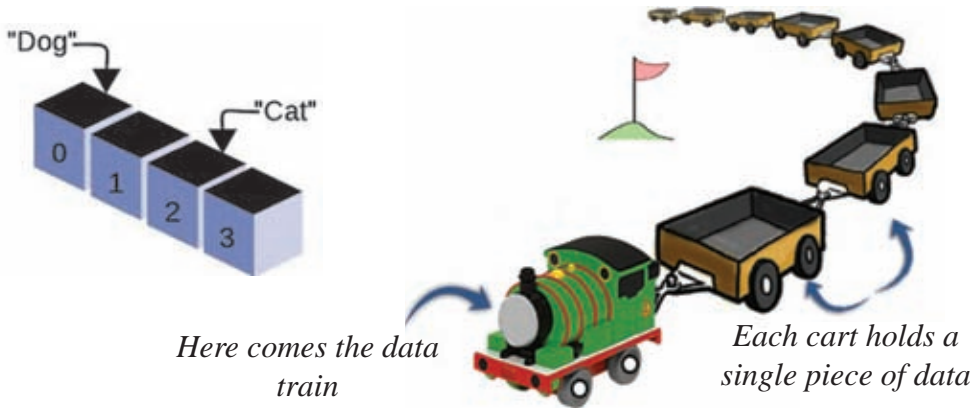 "Dog"
"Cat"
0
1
2
3
Here comes the data
train
Each cart holds a
single piece of data